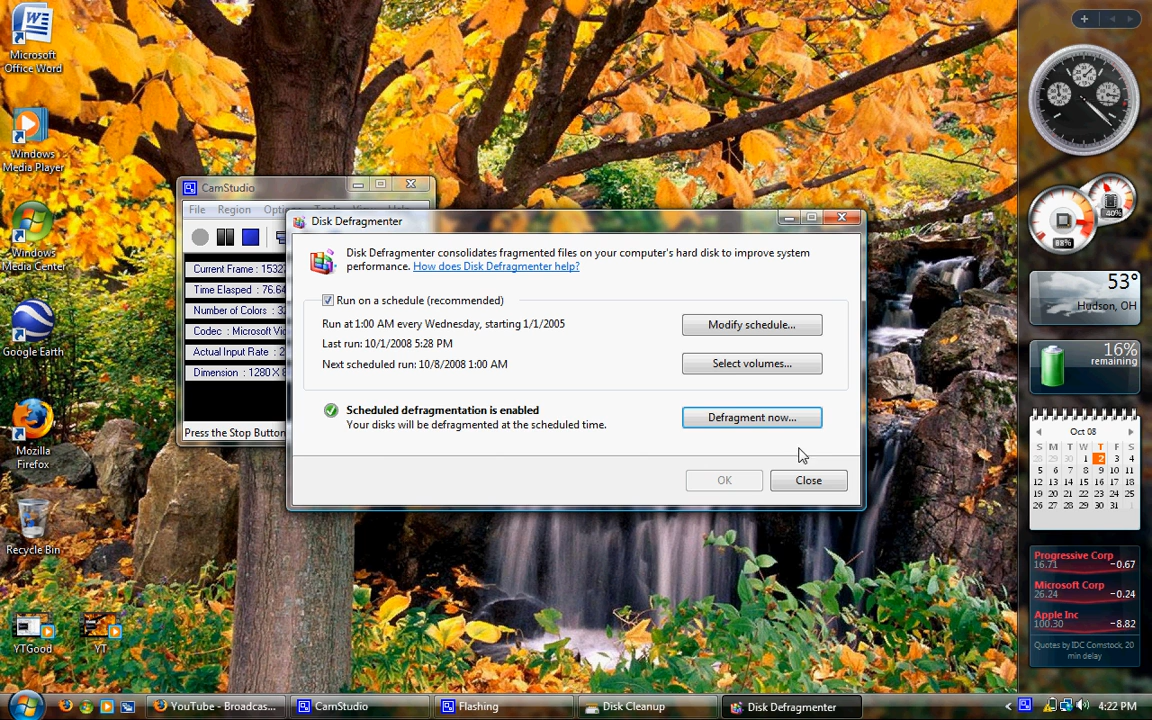 Microsoft
Office Word
Windows
Media Player
Windows
Media Center
Google Earth
Mozilla
Firefox
Recycle Bin
YTGood
YT
CamStudio
File Region
Current Frame : 1532
Time Elasped : 76.64
Number of Colors : 32
Codec : Microsoft Vi
Actual Input Rate : 2
Dimension : 1280 X
Press the Stop Button
Disk Defragmenter
Disk Defragmenter consolidates fragmented files on your computer's hard disk to improve system
performance. How does Disk Defragmenter help?
Run on a schedule (recommended)
Run at 1:00 AM every Wednesday, starting 1/1/2005
Modify schedule...
Last run: 10/1/2008 5:28 PM
Select volumes...
Next scheduled run: 10/8/2008 1:00 AM
Scheduled defragmentation is enabled
Defragment now...
Your disks will be defragmented at the scheduled time.
OK
Close
88%
40%
53°
Hudson, OH
16%
remaining
Oct 08
S M T W T F S
28 29 30 1 2 3 4
5 6 7 8 9 10 11
12 13 14 15 16 17 18
19 20 21 22 23 24 25
26 27 28 29 30 31 1
Progressive Corp
16.71 -0.67
Microsoft Corp
26.24 -0.24
Apple Inc
100.30 -8.82
Quotes by IDC Comstock, 20
min delay
YouTube - Broadcas...
CamStudio
Flashing
Disk Cleanup
Disk Defragmenter
4:22 PM